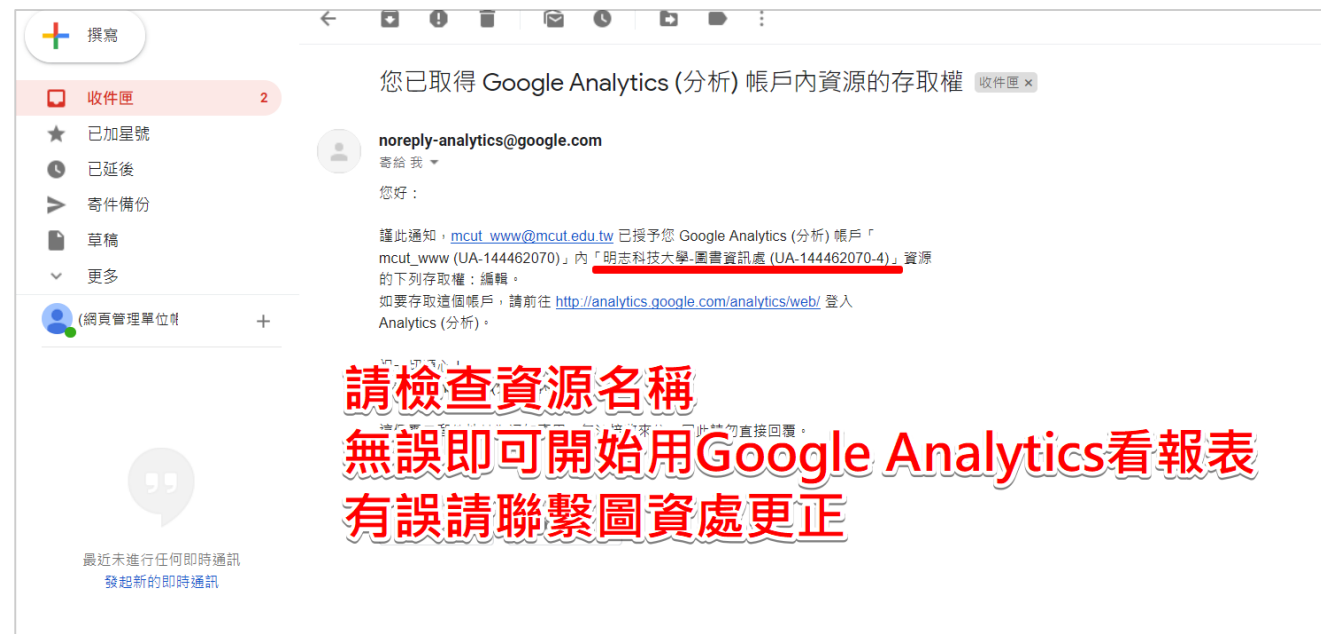 撰寫
收件匣 2
已加星號
已延後
寄件備份
草稿
更多
(網頁管理單位
最近未進行任何即時通訊
發起新的即時通訊
您已取得 Google Analytics (分析) 帳戶內資源的存取權 收件匣 ×
noreply-analytics@google.com
寄給 我
您好：
謹此通知，mcut_www@mcut.edu.tw 已授予您 Google Analytics (分析) 帳戶「
mcut_www (UA-144462070)」內「明志科技大學-圖書資訊處 (UA-144462070-4)」資源
的下列存取權：編輯。
如要存取這個帳戶，請前往 http://analytics.google.com/analytics/web/ 登入
Analytics (分析)。
請檢查資源名稱
請勿直接回覆。
無誤即可開始用Google Analytics看報表
有誤請聯繫圖資處更正